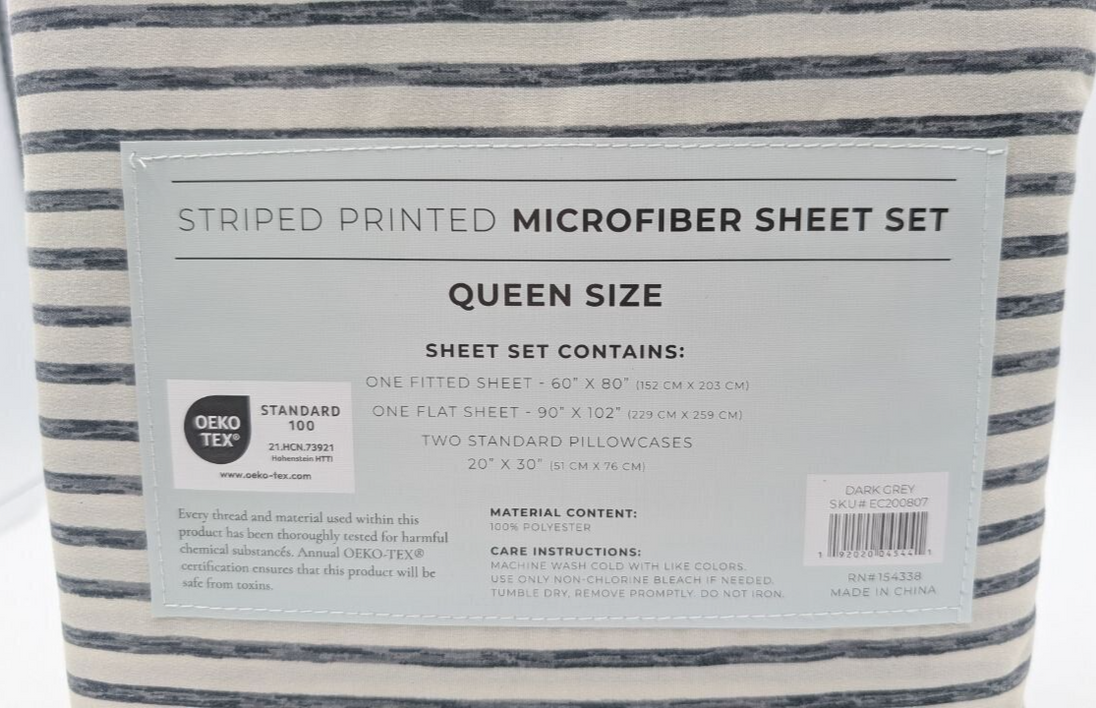 STRIPED PRINTED MICROFIBER SHEET SET
QUEEN SIZE
SHEET SET CONTAINS:
ONE FITTED SHEET - 60" X 80" (152 CM X 203 CM)
ONE FLAT SHEET - 90" X 102" (229 CM X 259 CM)
TWO STANDARD PILLOWCASES
20" X 30" (51 CM X 76 CM)
OEKO
TEX®
STANDARD
100
21.HCN.73921
Hohenstein HTTI
www.oeko-tex.com
Every thread and material used within this
product has been thoroughly tested for harmful
chemical substances. Annual OEKO-TEX®
certification ensures that this product will be
safe from toxins.
MATERIAL CONTENT:
100% POLYESTER
CARE INSTRUCTIONS:
MACHINE WASH COLD WITH LIKE COLORS.
USE ONLY NON-CHLORINE BLEACH IF NEEDED.
TUMBLE DRY, REMOVE PROMPTLY. DO NOT IRON.
DARK GREY
SKU# EC200807
1 92020 04544 1
RN#154338
MADE IN CHINA